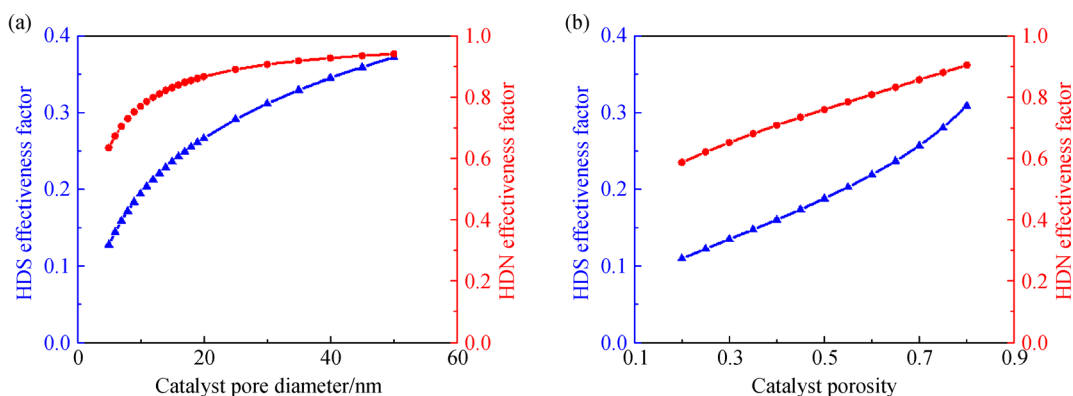 (a)
0.4
0.3
0.2
0.1
0.0
HDS effectiveness factor
1.0
0.8
0.6
0.4
0.2
0.0
HDN effectiveness factor
0 20 40 60
Catalyst pore diameter/nm
(b)
0.4
0.3
0.2
0.1
0.0
HDS effectiveness factor
1.0
0.8
0.6
0.4
0.2
0.0
HDN effectiveness factor
0.1 0.3 0.5 0.7 0.9
Catalyst porosity